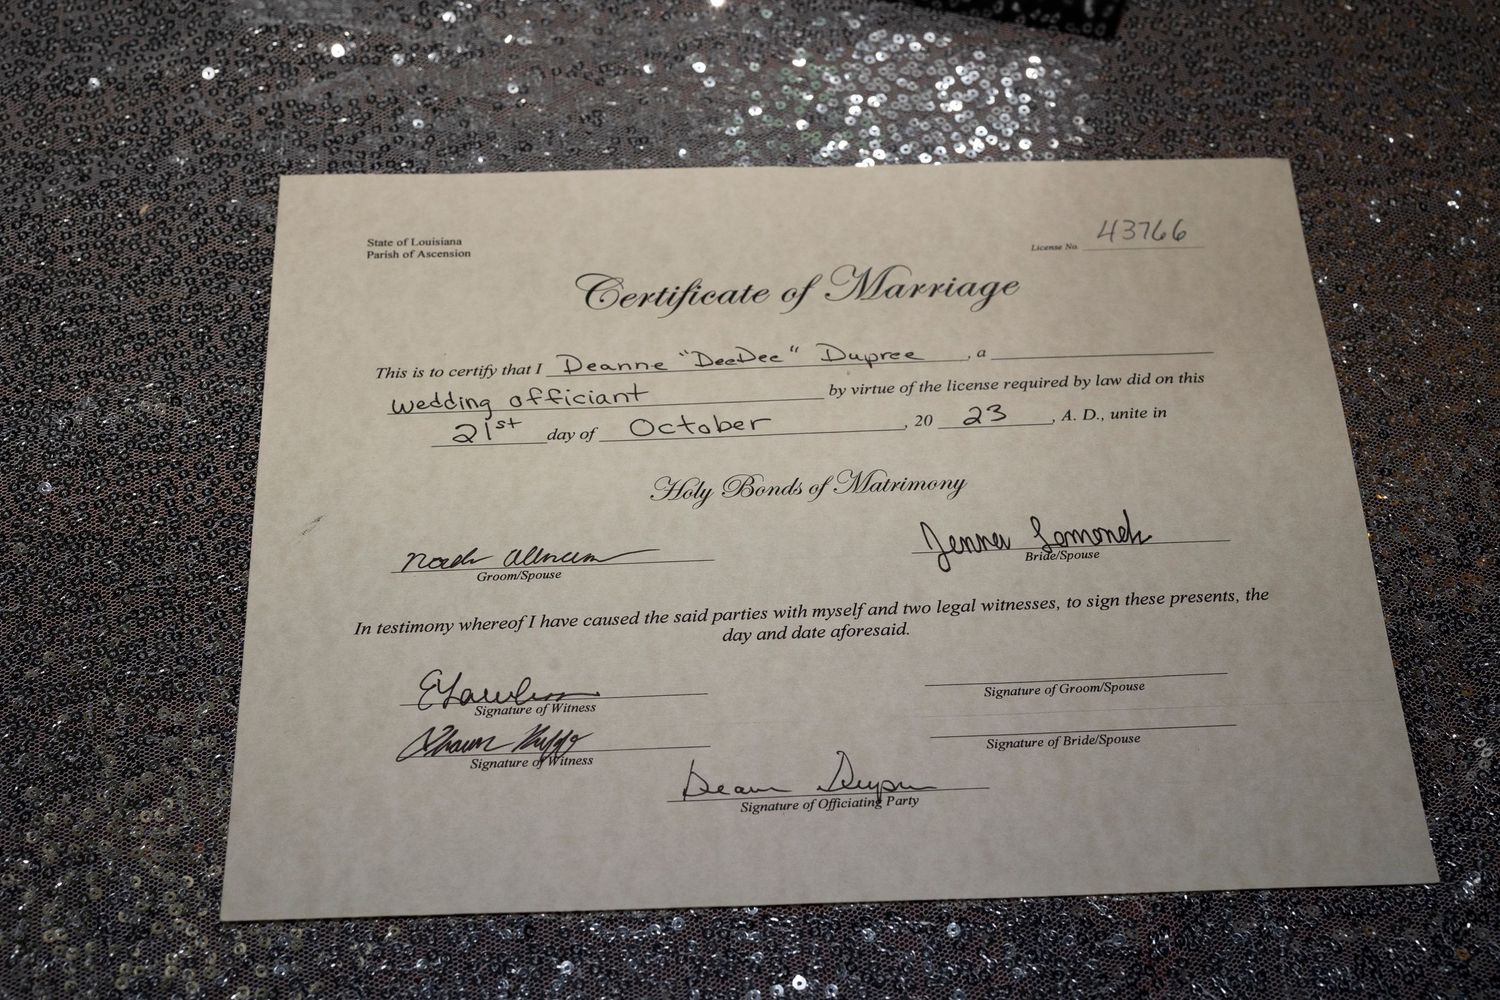 State of Louisiana
Parish of Ascension
License No. 43766
Certificate of Marriage
This is to certify that I Deanne "DeeDee" Dupree, a
wedding officiant by virtue of the license required by law did on this
21st day of October, 20 23, A. D., unite in
Holy Bonds of Matrimony
Jenna
Groom/Spouse
Bride/Spouse
In testimony whereof I have caused the said parties with myself and two legal witnesses, to sign these presents, the
day and date aforesaid.
Signature of Witness
Signature of Groom/Spouse
Shawn
Signature of Witness
Signature of Bride/Spouse
Signature of Officiating Party